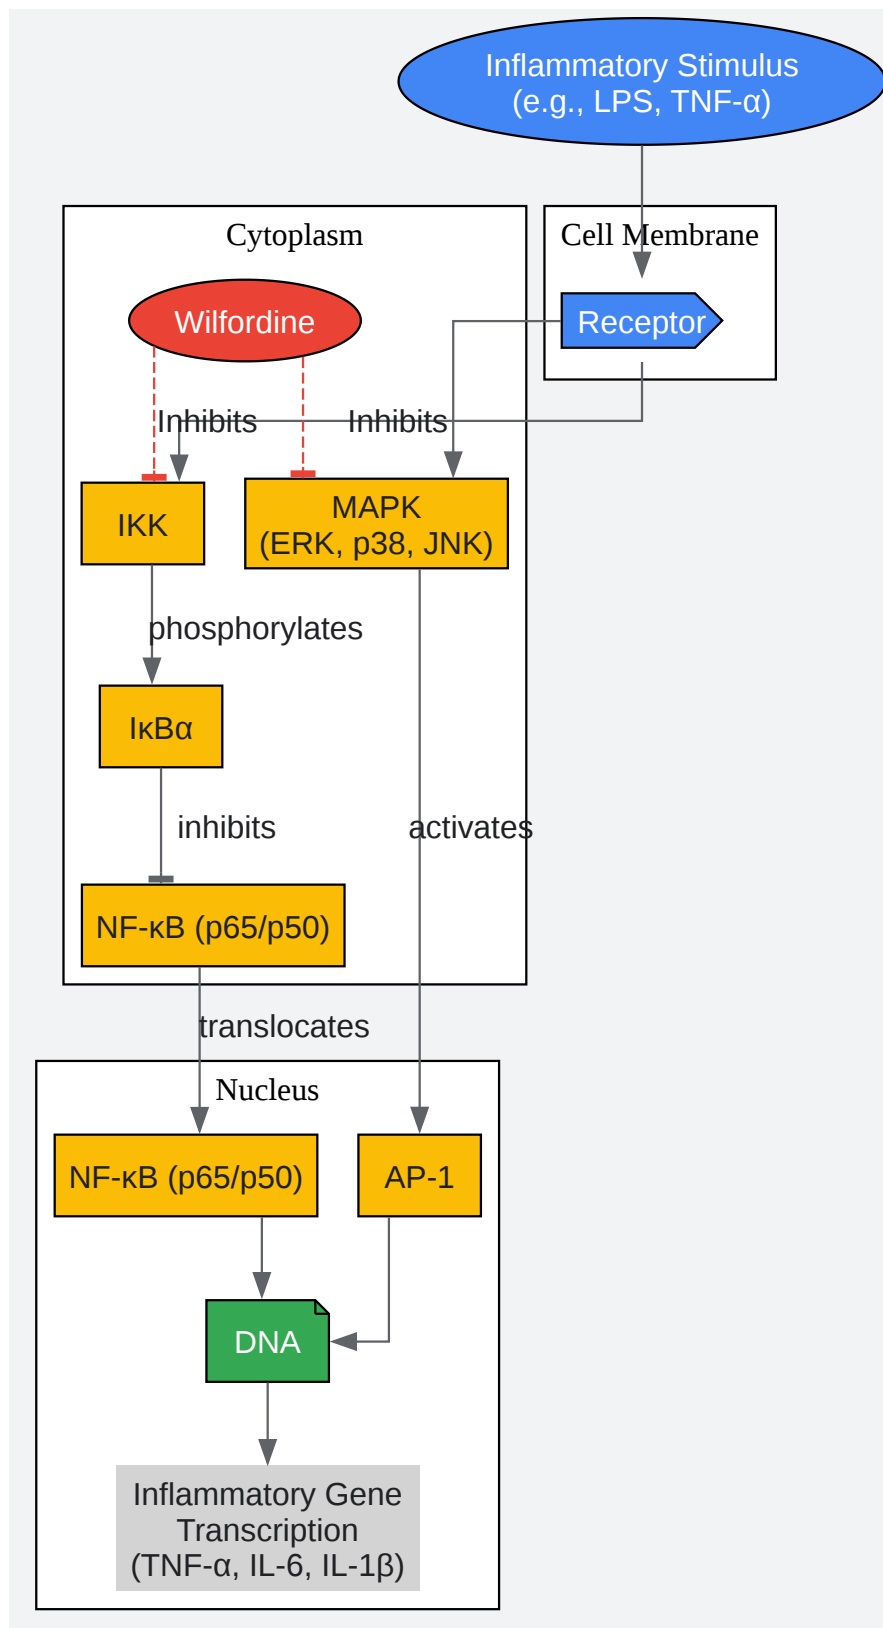 Inflammatory Stimulus
(e.g., LPS, TNF-α)
Cytoplasm
Cell Membrane
Wilfordine
Receptor
Inhibits
Inhibits
IKK
MAPK
(ERK, p38, JNK)
phosphorylates
IκBα
inhibits
activates
NF-κB (p65/p50)
translocates
Nucleus
NF-κB (p65/p50)
AP-1
DNA
Inflammatory Gene
Transcription
(TNF-α, IL-6, IL-1β)